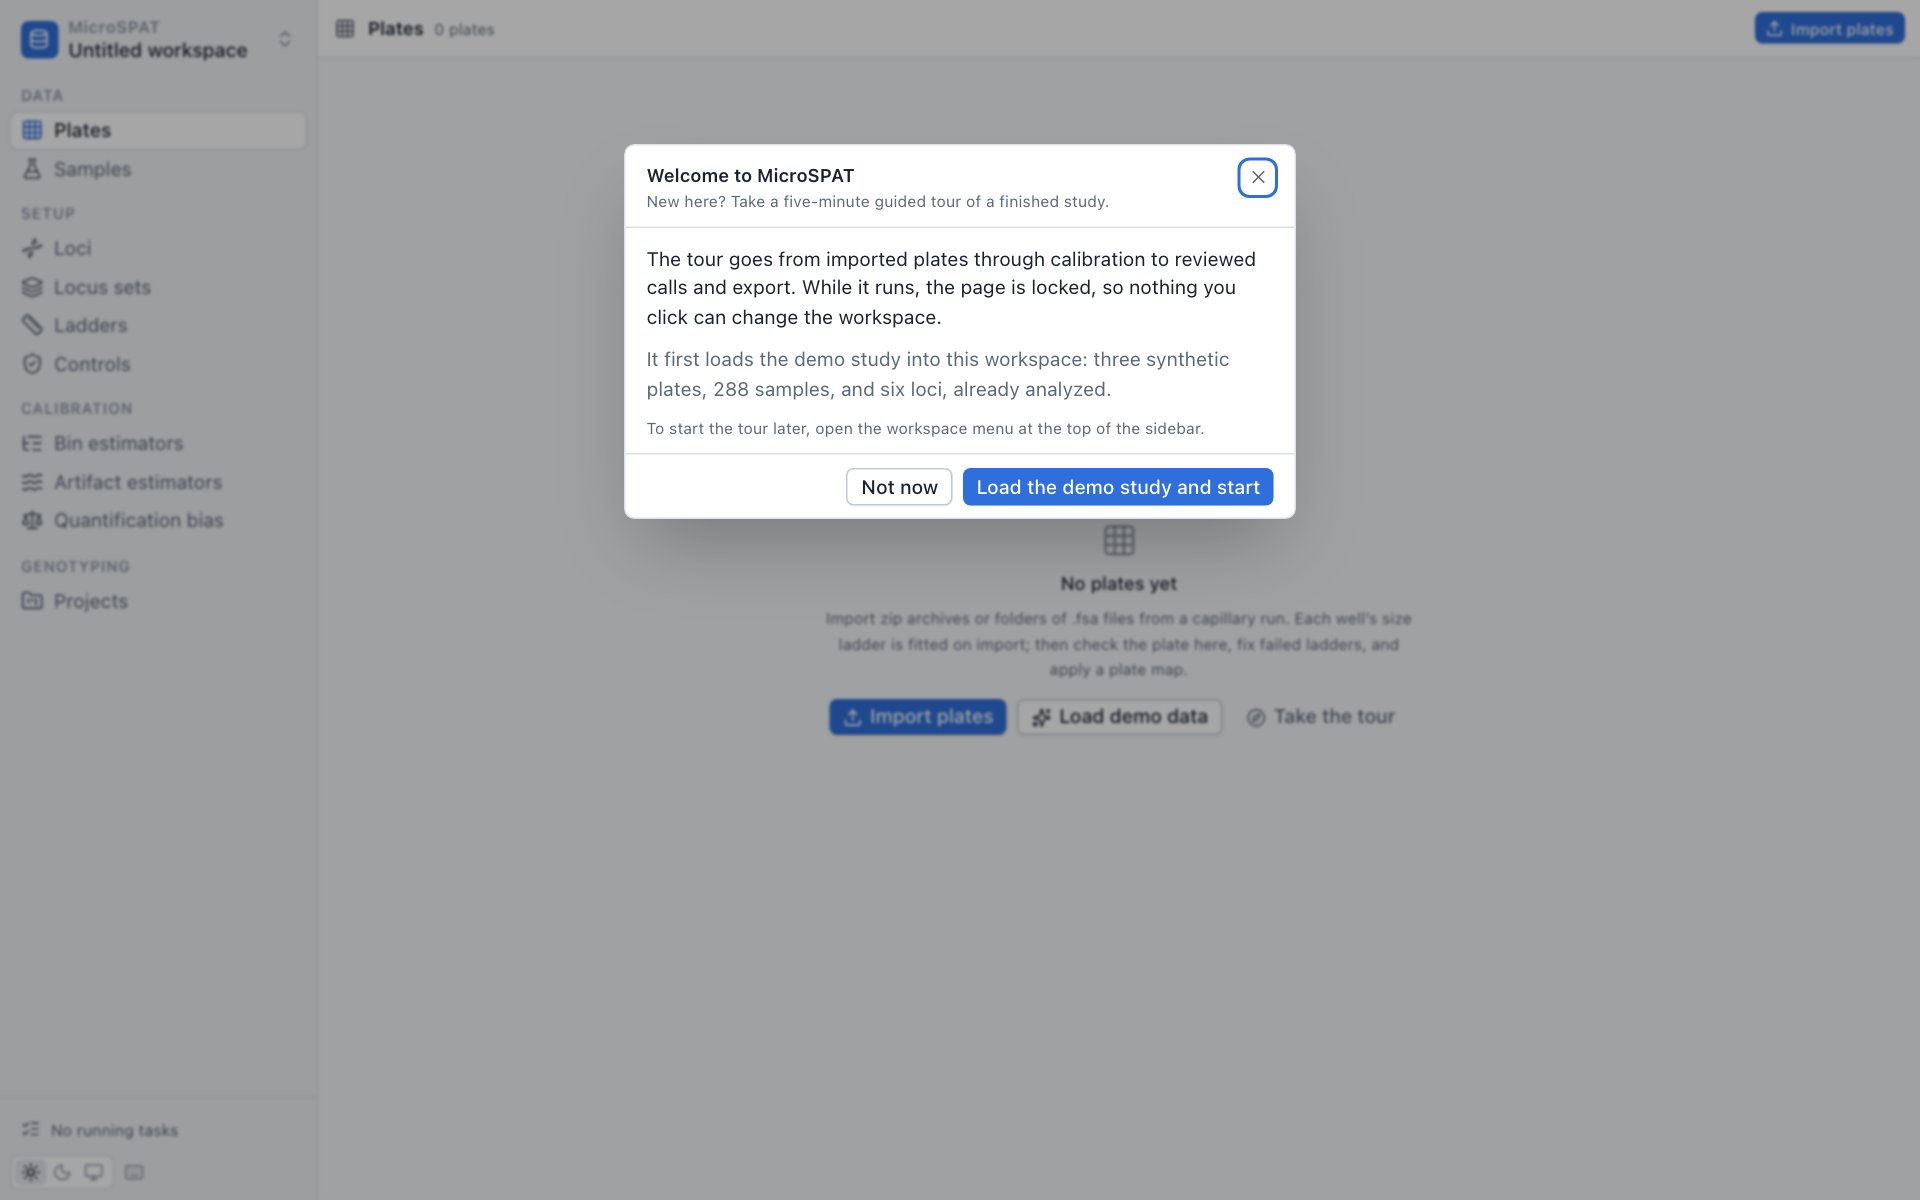 MicroSPAT
Untitled workspace
DATA
Plates
Samples
SETUP
Loci
Locus sets
Ladders
Controls
CALIBRATION
Bin estimators
Artifact estimators
Quantification bias
GENOTYPING
Projects
No running tasks
Plates 0 plates
Import plates
Welcome to MicroSPAT
New here? Take a five-minute guided tour of a finished study.
The tour goes from imported plates through calibration to reviewed
calls and export. While it runs, the page is locked, so nothing you
click can change the workspace.
It first loads the demo study into this workspace: three synthetic
plates, 288 samples, and six loci, already analyzed.
To start the tour later, open the workspace menu at the top of the sidebar.
Not now
Load the demo study and start
No plates yet
Import zip archives or folders of .fsa files from a capillary run. Each well's size
ladder is fitted on import; then check the plate here, fix failed ladders, and
apply a plate map.
Import plates
Load demo data
Take the tour